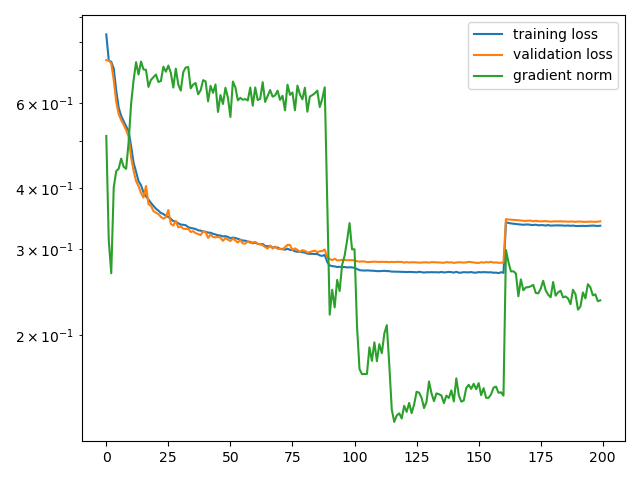 training loss
validation loss
gradient norm
6 × 10⁻¹
4 × 10⁻¹
3 × 10⁻¹
2 × 10⁻¹
0 25 50 75 100 125 150 175 200